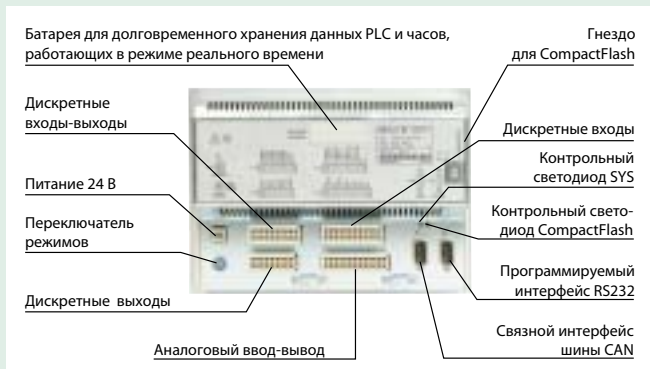 Батарея для долговременного хранения данных PLC и часов,
работающих в режиме реального времени
Гнездо
для CompactFlash
Дискретные
входы-выходы
Дискретные входы
Контрольный
светодиод SYS
Питание 24 В
Контрольный свето-
диод CompactFlash
Переключатель
режимов
Программируемый
интерфейс RS232
Дискретные выходы
Связной интерфейс
шины CAN
Аналоговый ввод-вывод